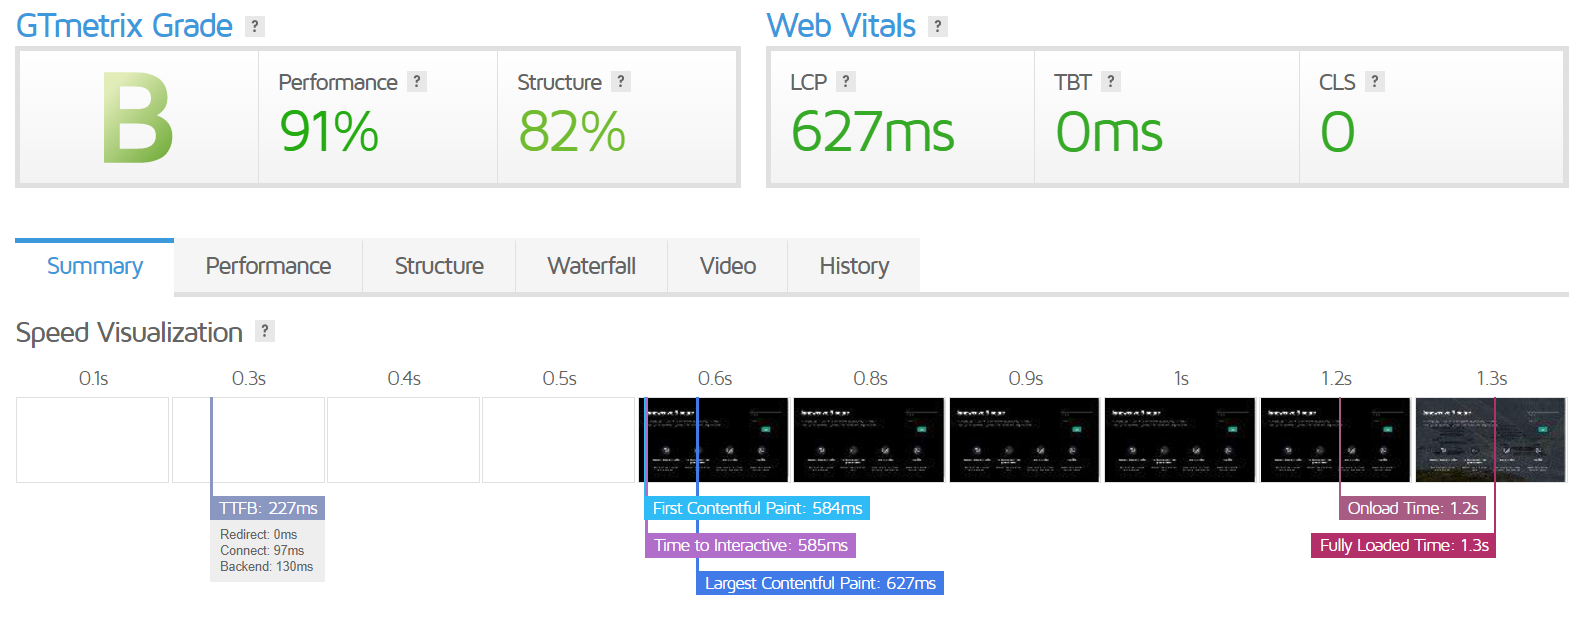 GTmetrix Grade ?
Web Vitals ?
B
Performance ?
91%
Structure ?
82%
LCP ?
627ms
TBT ?
0ms
CLS ?
0
Summary
Performance
Structure
Waterfall
Video
History
Speed Visualization ?
0.1s 0.3s 0.4s 0.5s 0.6s 0.8s 0.9s 1s 1.2s 1.3s
TTFB: 227ms
Redirect: 0ms
Connect: 97ms
Backend: 130ms
First Contentful Paint: 584ms
Time to Interactive: 585ms
Largest Contentful Paint: 627ms
Onload Time: 1.2s
Fully Loaded Time: 1.3s